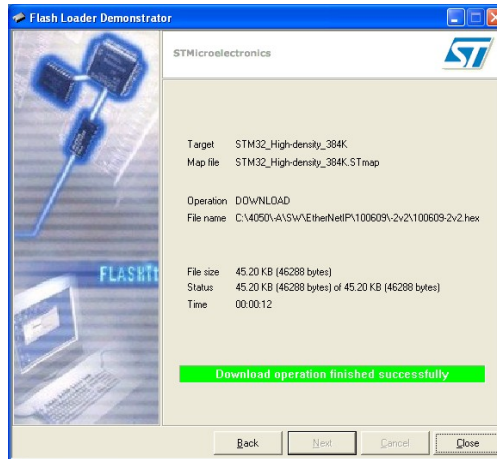 Flash Loader Demonstrator
STMicroelectronics
ST
Target STM32_High-density_384K
Map file STM32_High-density_384K.STmap
Operation DOWNLOAD
File name C:\4050\-A\SW\EtherNetIP\100609\-2v2\100609-2v2.hex
FLASHIt
File size 45.20 KB (46288 bytes)
Status 45.20 KB (46288 bytes) of 45.20 KB (46288 bytes)
Time 00:00:12
Download operation finished successfully
Back Next Cancel Close